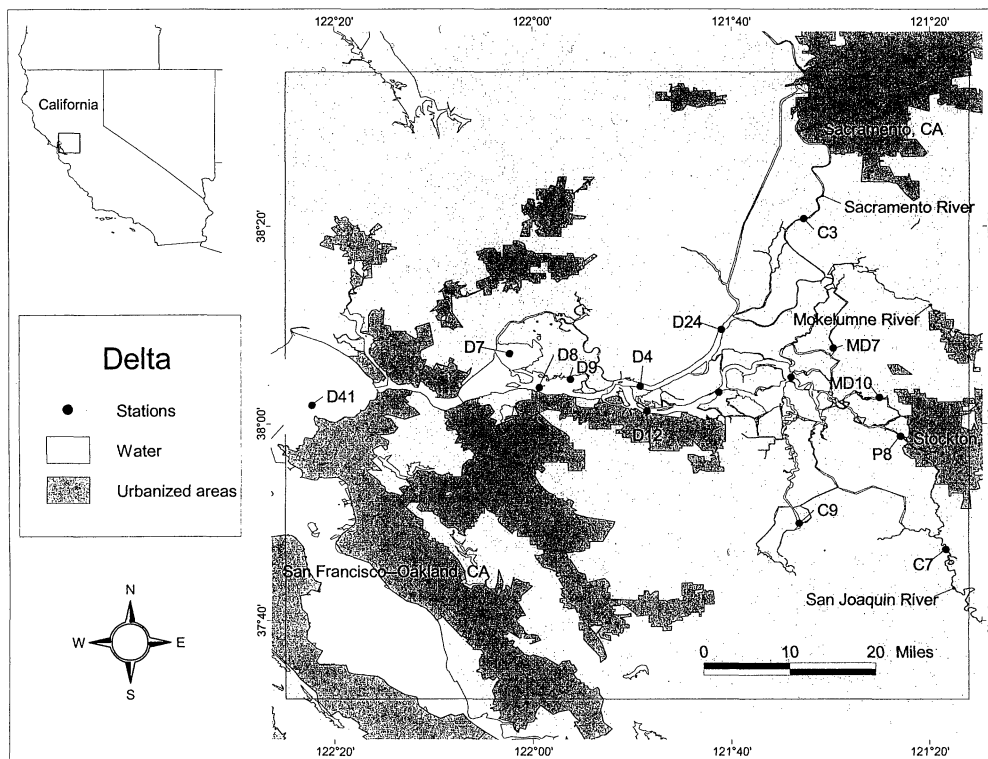 122°20'
122°00'
121°40'
121°20'
California
Sacramento, CA
Sacramento River
C3
38°20'
Mokelumne River
D24
MD7
Delta
D7
D8
D9
D4
MD10
Stations
D41
38°00'
D12
Stockton
P8
Water
Urbanized areas
C9
C7
San Francisco–Oakland, CA
San Joaquin River
37°40'
N
W
E
S
0 10 20 Miles
122°20'
122°00'
121°40'
121°20'